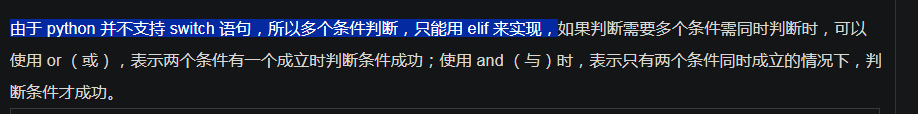 由于 python 并不支持 switch 语句，所以多个条件判断，只能用 elif 来实现，如果判断需要多个条件需同时判断时，可以
使用 or（或），表示两个条件有一个成立时判断条件成功；使用 and（与）时，表示只有两个条件同时成立的情况下，判
断条件才成功。